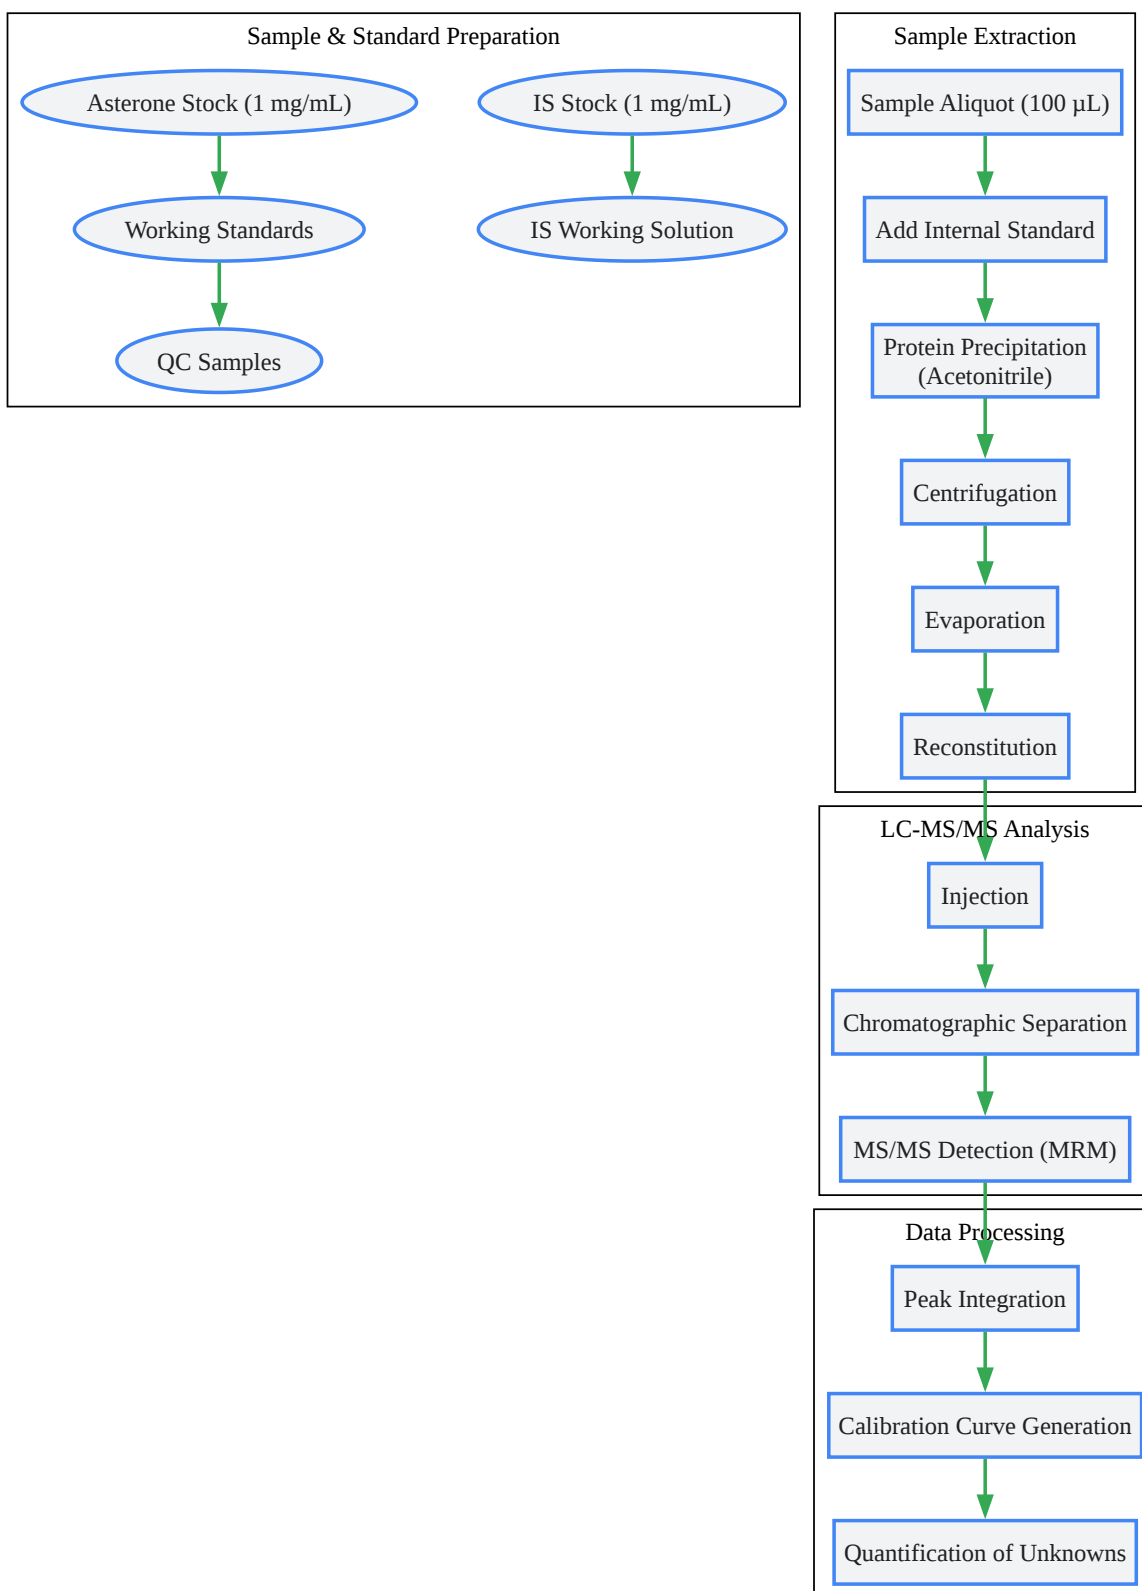 Sample & Standard Preparation
Asterone Stock (1 mg/mL)
IS Stock (1 mg/mL)
Working Standards
IS Working Solution
QC Samples
Sample Extraction
Sample Aliquot (100 µL)
Add Internal Standard
Protein Precipitation
(Acetonitrile)
Centrifugation
Evaporation
Reconstitution
LC-MS/MS Analysis
Injection
Chromatographic Separation
MS/MS Detection (MRM)
Data Processing
Peak Integration
Calibration Curve Generation
Quantification of Unknowns